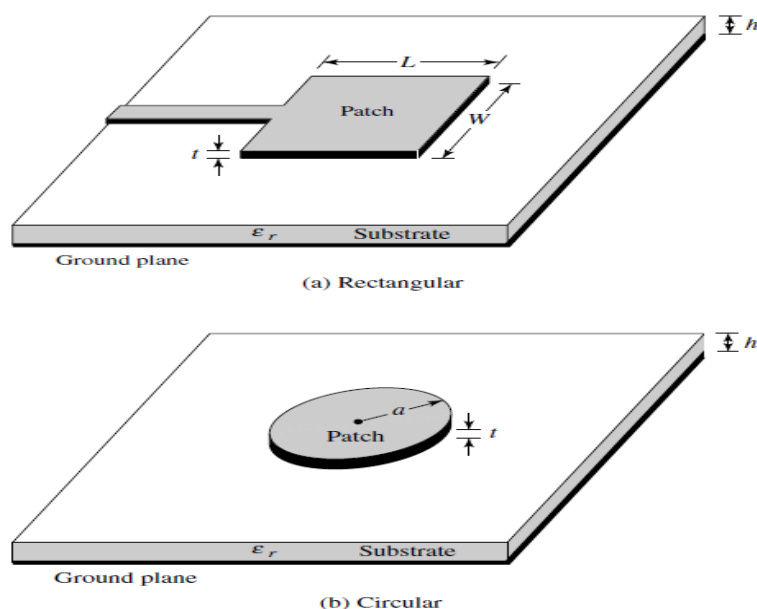 h
L
Patch
W
t
εr Substrate
Ground plane
(a) Rectangular
h
a
Patch
t
εr Substrate
Ground plane
(b) Circular